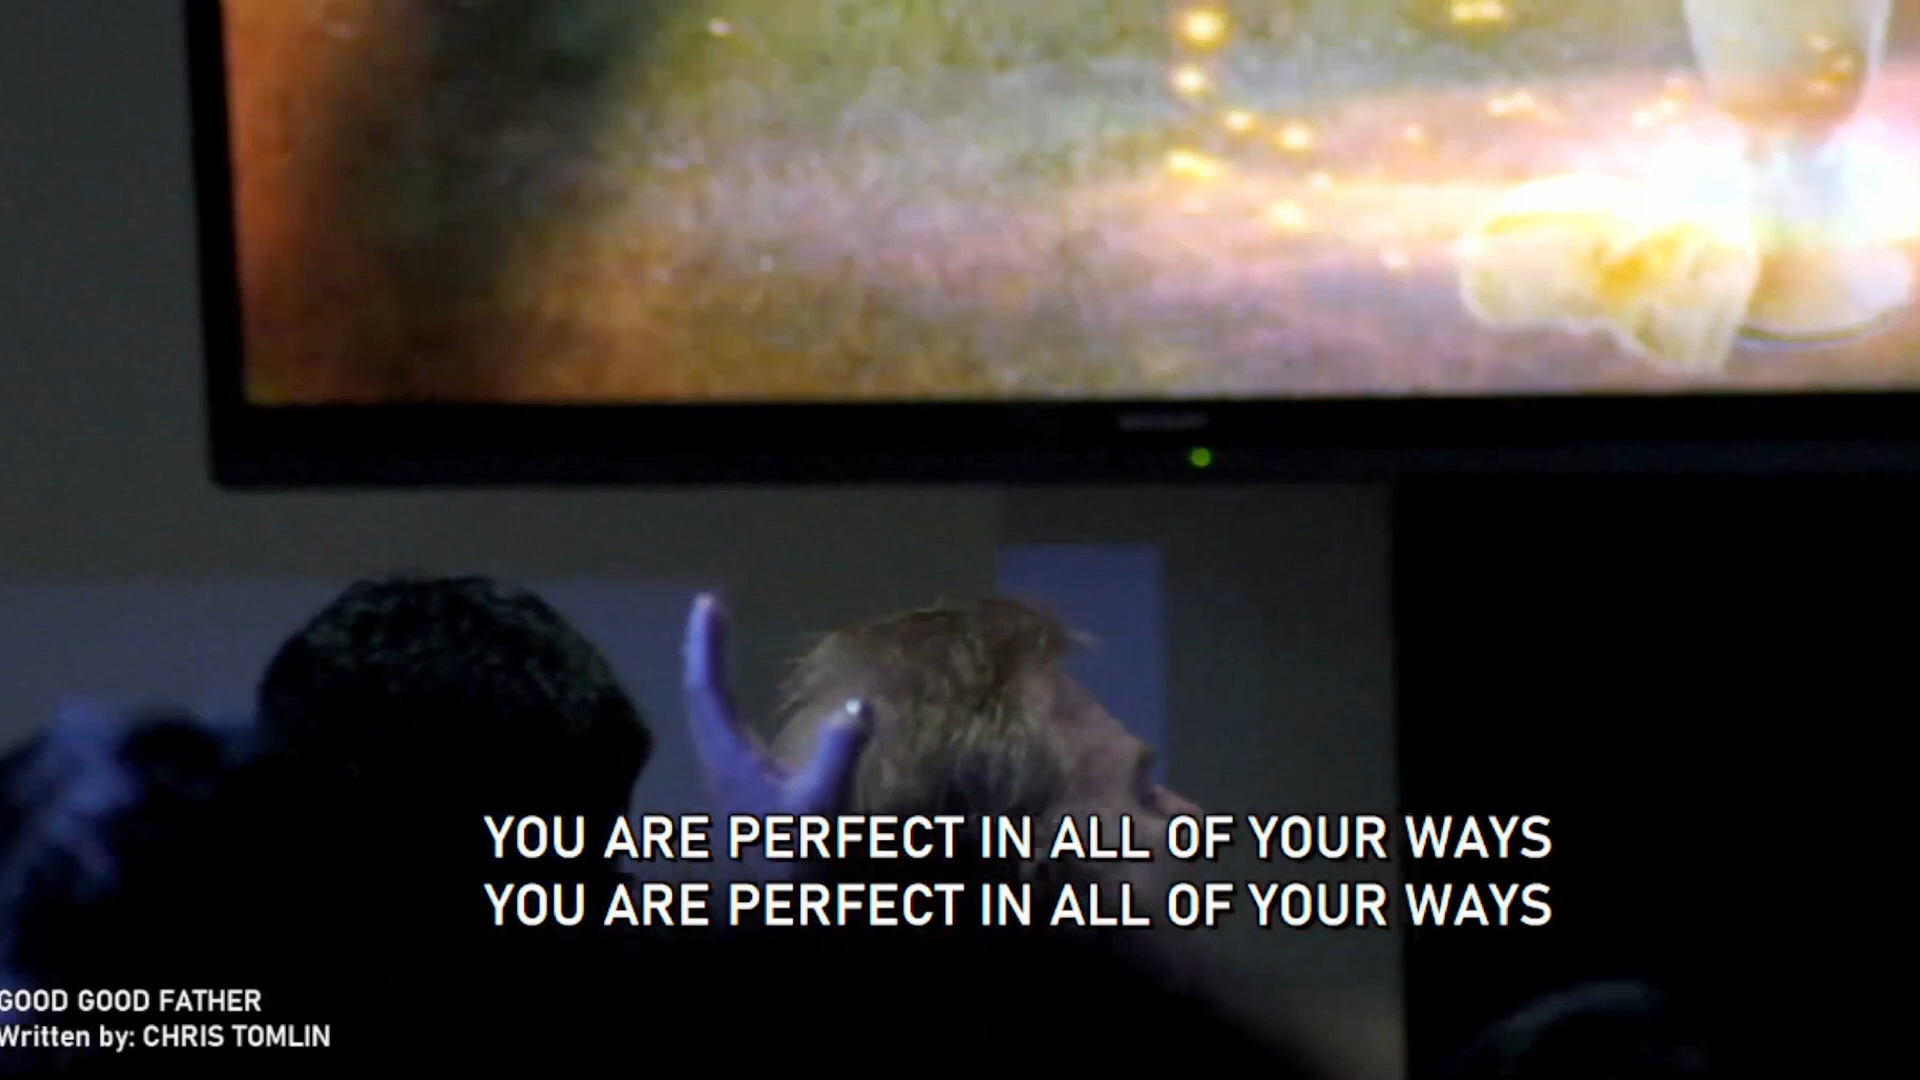 YOU ARE PERFECT IN ALL OF YOUR WAYS
YOU ARE PERFECT IN ALL OF YOUR WAYS
GOOD GOOD FATHER
Written by: CHRIS TOMLIN